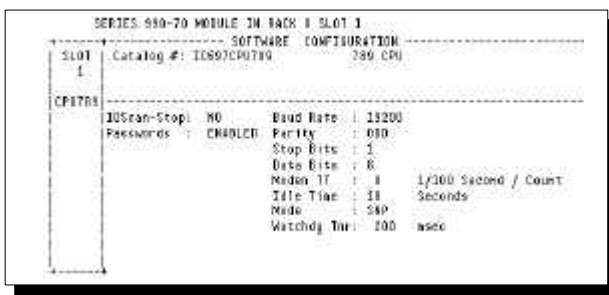 SERIES 990-70 MODULE IN RACK 0 SLOT 1
SOFTWARE CONFIGURATION
SLOT Catalog #: IC697CPU789 789 CPU
1
CPU789
IOScan-Stop: NO Baud Rate : 19200
Passwords : ENABLED Parity : ODD
Stop Bits : 1
Data Bits : 8
Modem TT : 0 1/300 Second / Count
Idle Time : 10 Seconds
Mode : SNP
Watchdg Tmr: 200 msec